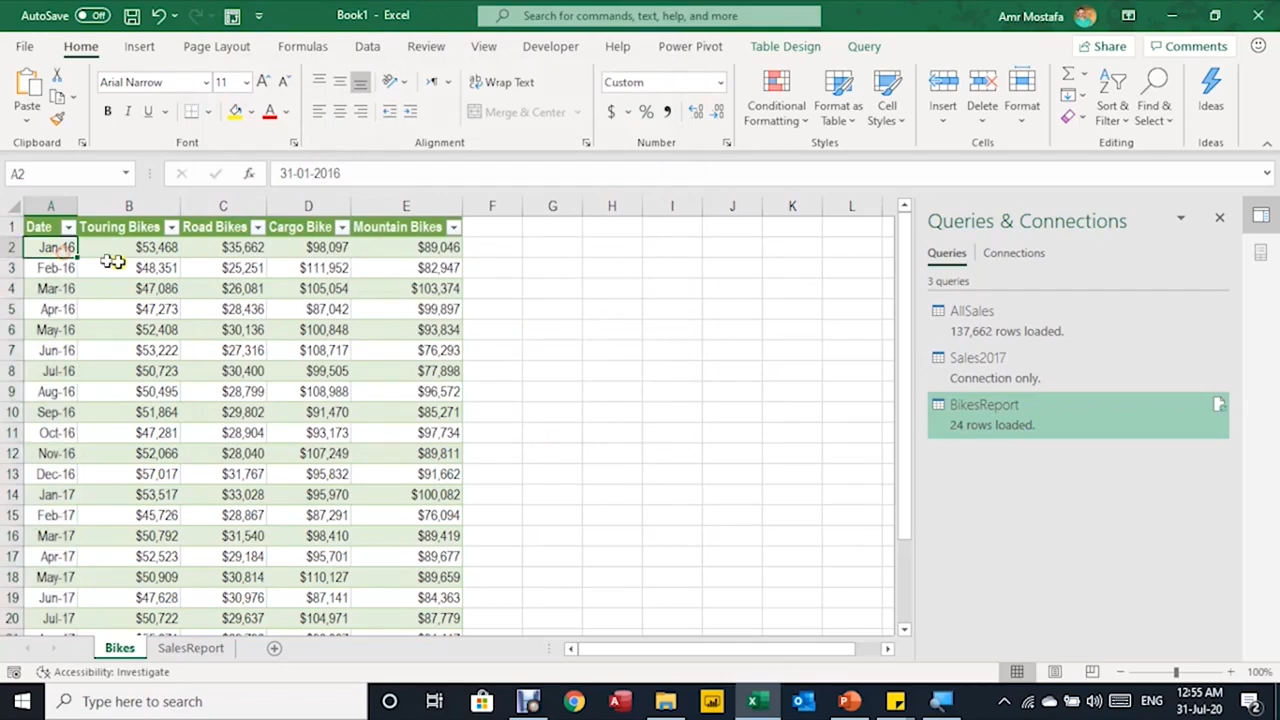 AutoSave Off Book1 - Excel Search for commands, text, help, and more Amr Mostafa
File Home Insert Page Layout Formulas Data Review View Developer Help Power Pivot Table Design Query Share Comments
Paste Arial Narrow 11 Wrap Text Custom Conditional Formatting Format as Table Cell Styles Insert Delete Format Sort & Filter Find & Select Ideas
B I U A Merge & Center $ %
Clipboard Font Alignment Number Styles Cells Editing Ideas
A2 fx 31-01-2016
A B C D E F G H I J K L
1 Date Touring Bikes Road Bikes Cargo Bike Mountain Bikes
2 Jan-16 $53,468 $35,662 $98,097 $89,046
3 Feb-16 $48,351 $25,251 $111,952 $82,947
4 Mar-16 $47,086 $26,081 $105,054 $103,374
5 Apr-16 $47,273 $28,436 $87,042 $99,897
6 May-16 $52,408 $30,136 $100,848 $93,834
7 Jun-16 $53,222 $27,316 $108,717 $76,293
8 Jul-16 $50,723 $30,400 $99,505 $77,898
9 Aug-16 $50,495 $28,799 $108,988 $96,572
10 Sep-16 $51,864 $29,802 $91,470 $85,271
11 Oct-16 $47,281 $28,904 $93,173 $97,734
12 Nov-16 $52,066 $28,040 $107,249 $89,811
13 Dec-16 $57,017 $31,767 $95,832 $91,662
14 Jan-17 $53,517 $33,028 $95,970 $100,082
15 Feb-17 $45,726 $28,867 $87,291 $76,094
16 Mar-17 $50,792 $31,540 $98,410 $89,419
17 Apr-17 $52,523 $29,184 $95,701 $89,677
18 May-17 $50,909 $30,814 $110,127 $89,659
19 Jun-17 $47,628 $30,976 $87,141 $84,363
20 Jul-17 $50,722 $29,637 $104,971 $87,779
Queries & Connections
Queries Connections
3 queries
AllSales
137,662 rows loaded.
Sales2017
Connection only.
BikesReport
24 rows loaded.
Bikes SalesReport
Accessibility: Investigate 100%
Type here to search ENG 12:55 AM
31-Jul-20 2